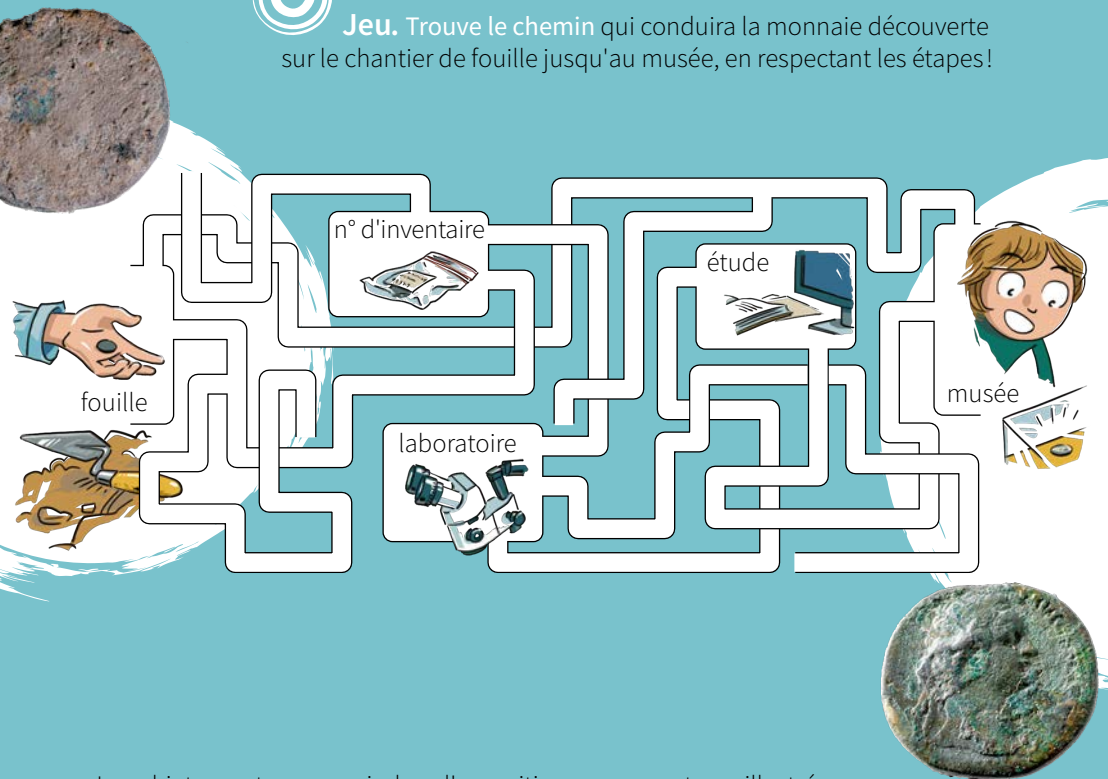 Jeu. Trouve le chemin qui conduira la monnaie découverte
sur le chantier de fouille jusqu'au musée, en respectant les étapes!
n° d'inventaire
étude
fouille
musée
laboratoire